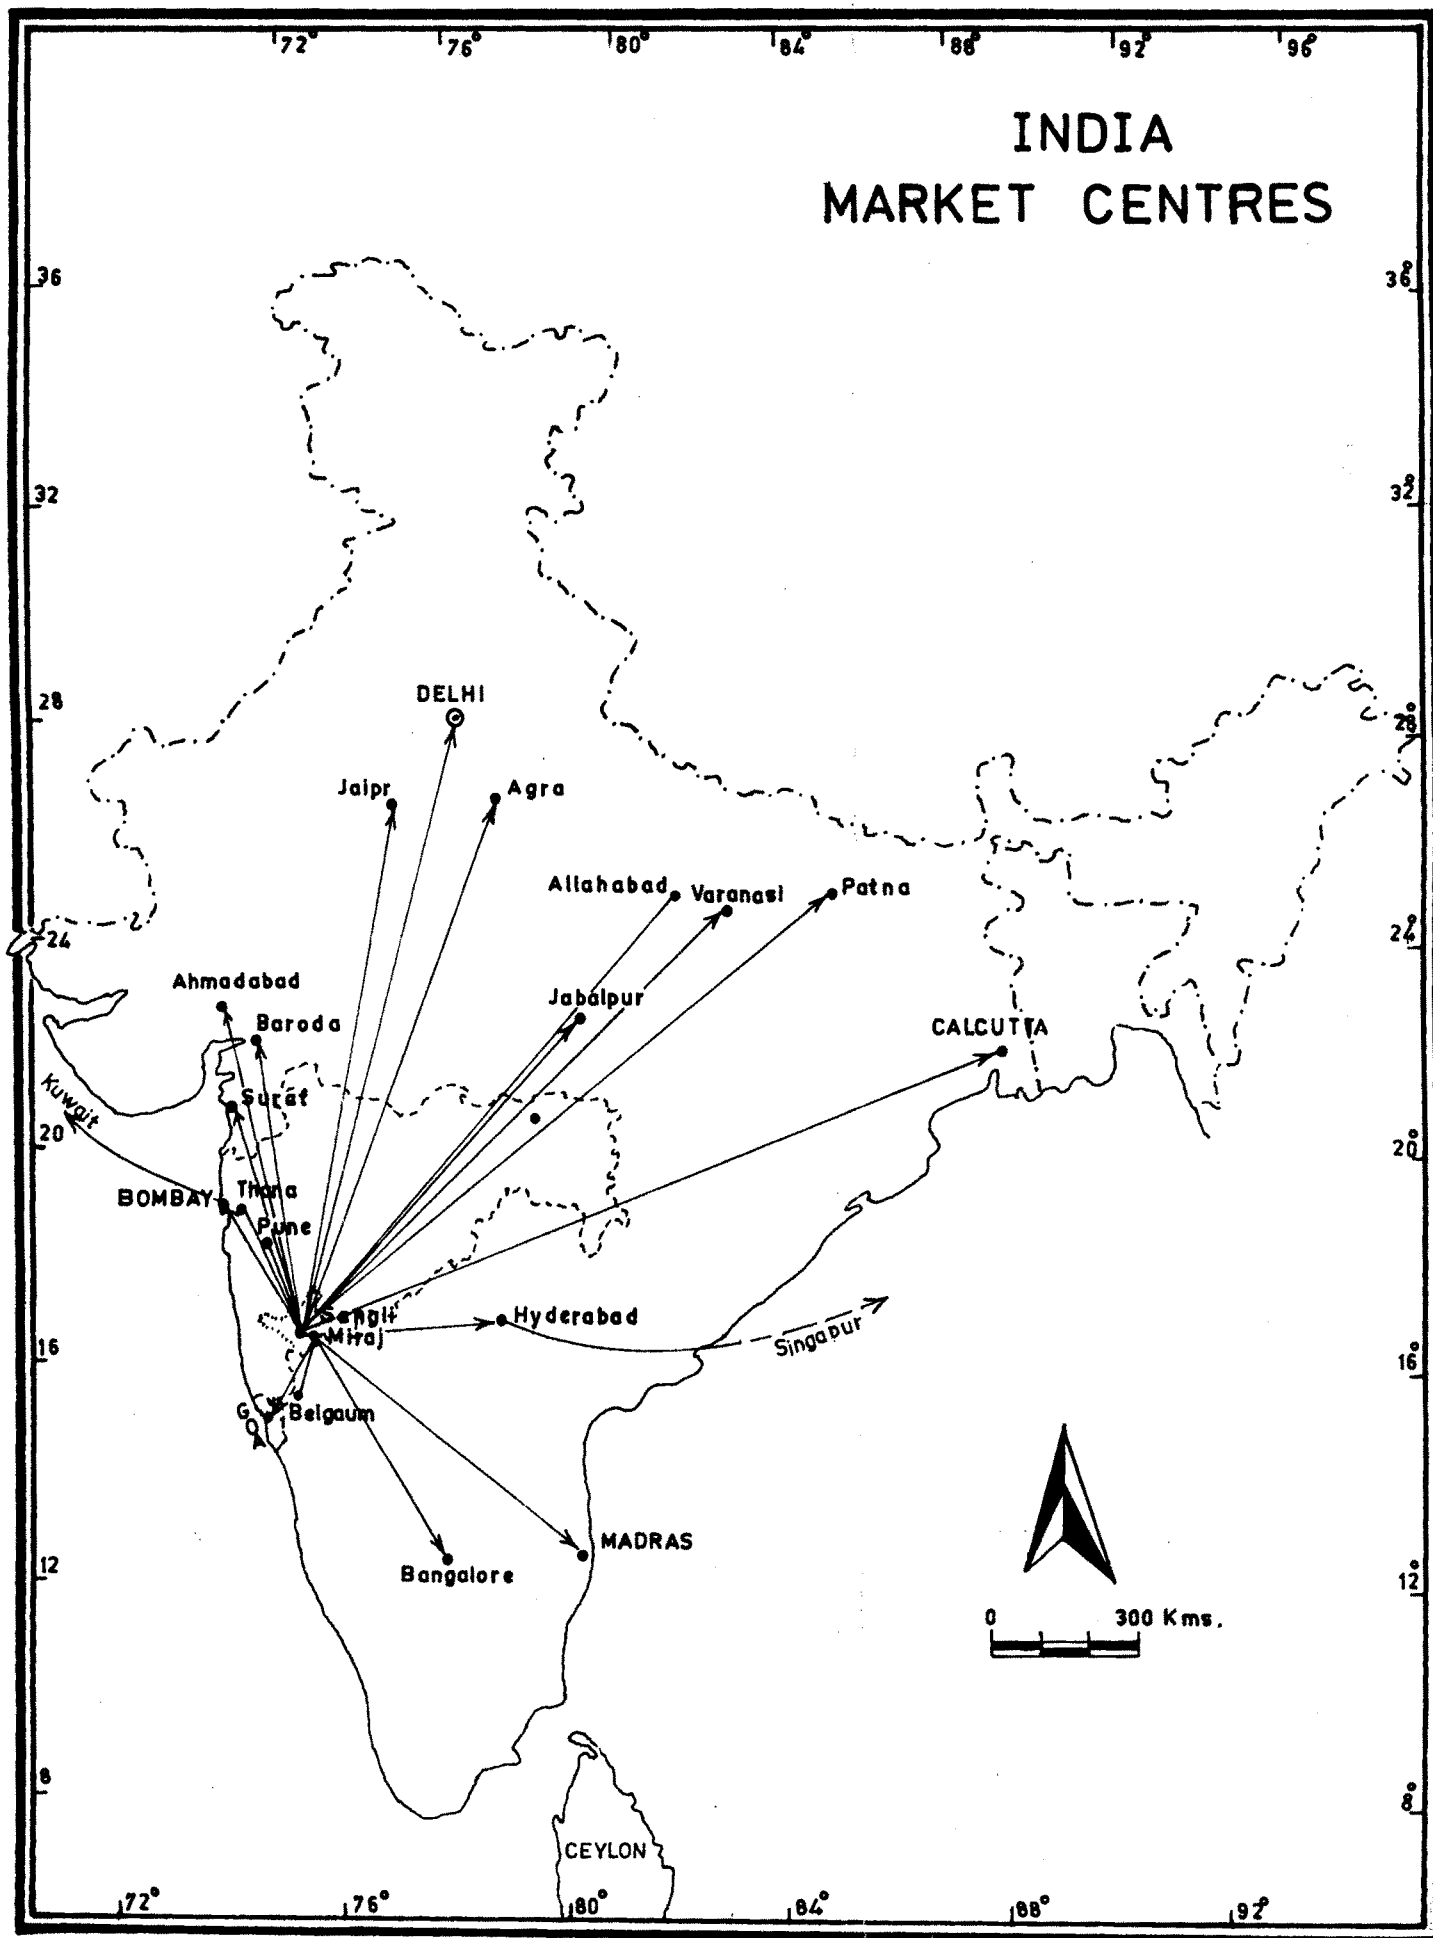 72° 76° 80° 84° 88° 92° 96°
INDIA
MARKET CENTRES
36 36°
32 32°
DELHI
28 28°
Jaipr Agra
Allahabad Varanasi Patna
24 24°
Ahmadabad
Jabalpur
Baroda
CALCUTTA
Kuwait
Surat
20 20°
BOMBAY Thana
Pune
Sangli Hyderabad
Miraj
Singapur
16 16°
GOA
Belgaum
MADRAS
Bangalore
12 12°
0 300 Kms.
8 8°
CEYLON
72° 76° 80° 84° 88° 92°